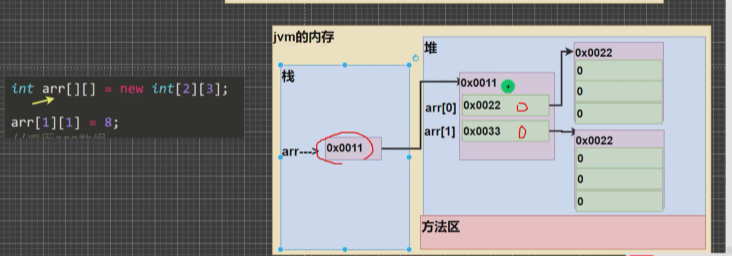 int arr[][] = new int[2][3];
arr[1][1] = 8;
jvm的内存
栈
arr--->
0x0011
堆
0x0011
arr[0]
0x0022
arr[1]
0x0033
0x0022
0
0
0
0x0022
0
0
0
方法区